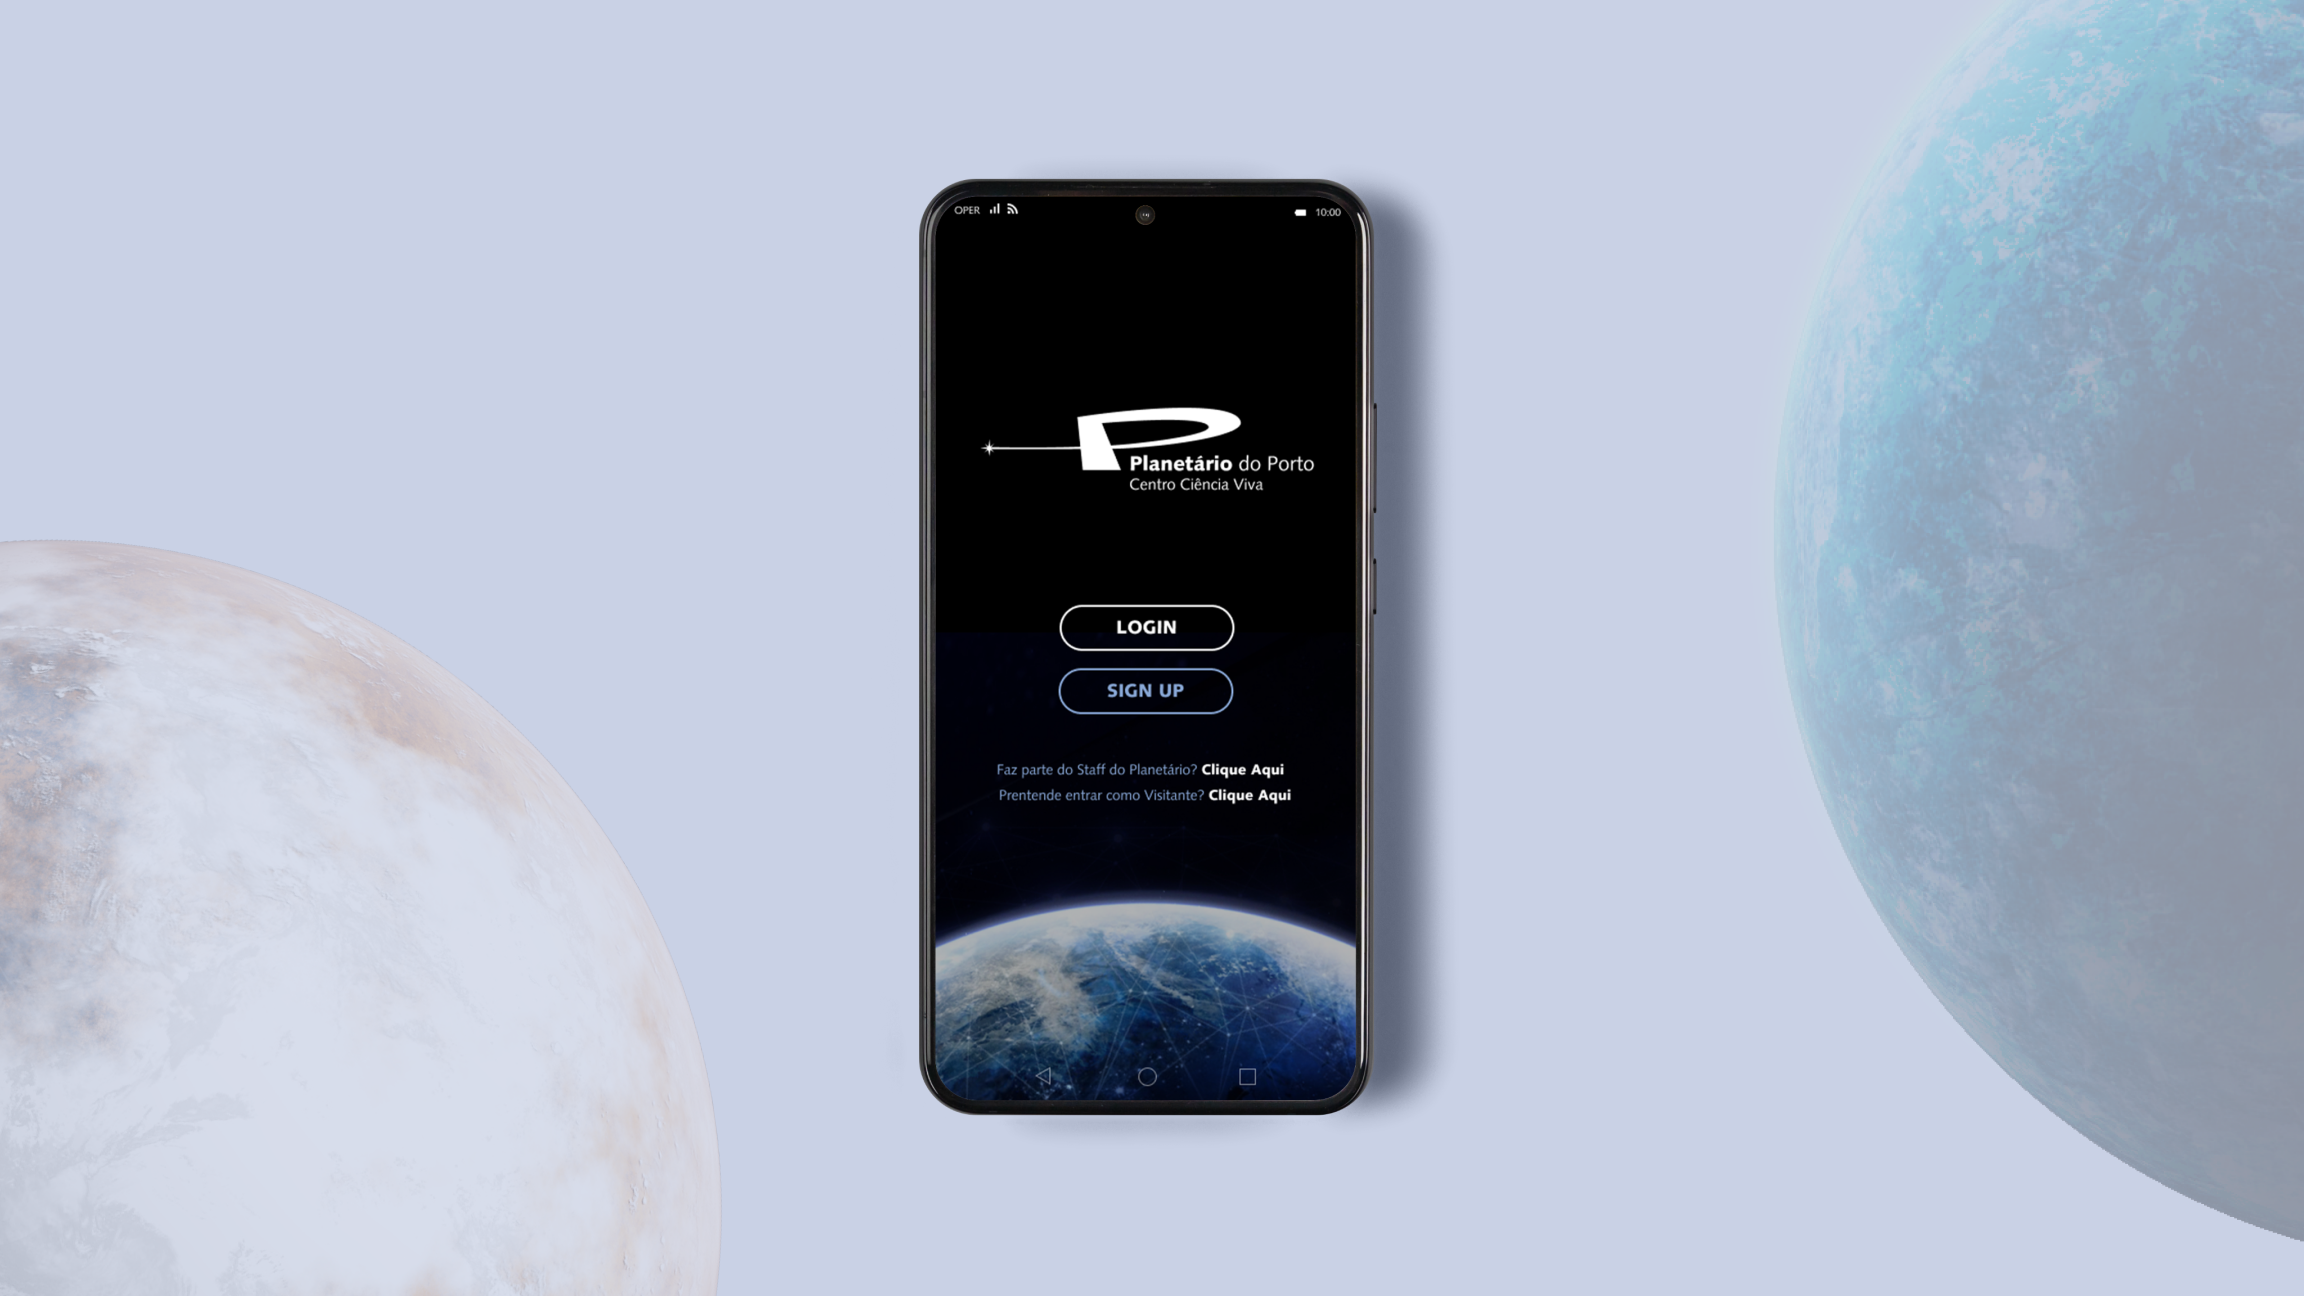 OPER
10:00
Planetário do Porto
Centro Ciência Viva
LOGIN
SIGN UP
Faz parte do Staff do Planetário? Clique Aqui
Prentende entrar como Visitante? Clique Aqui